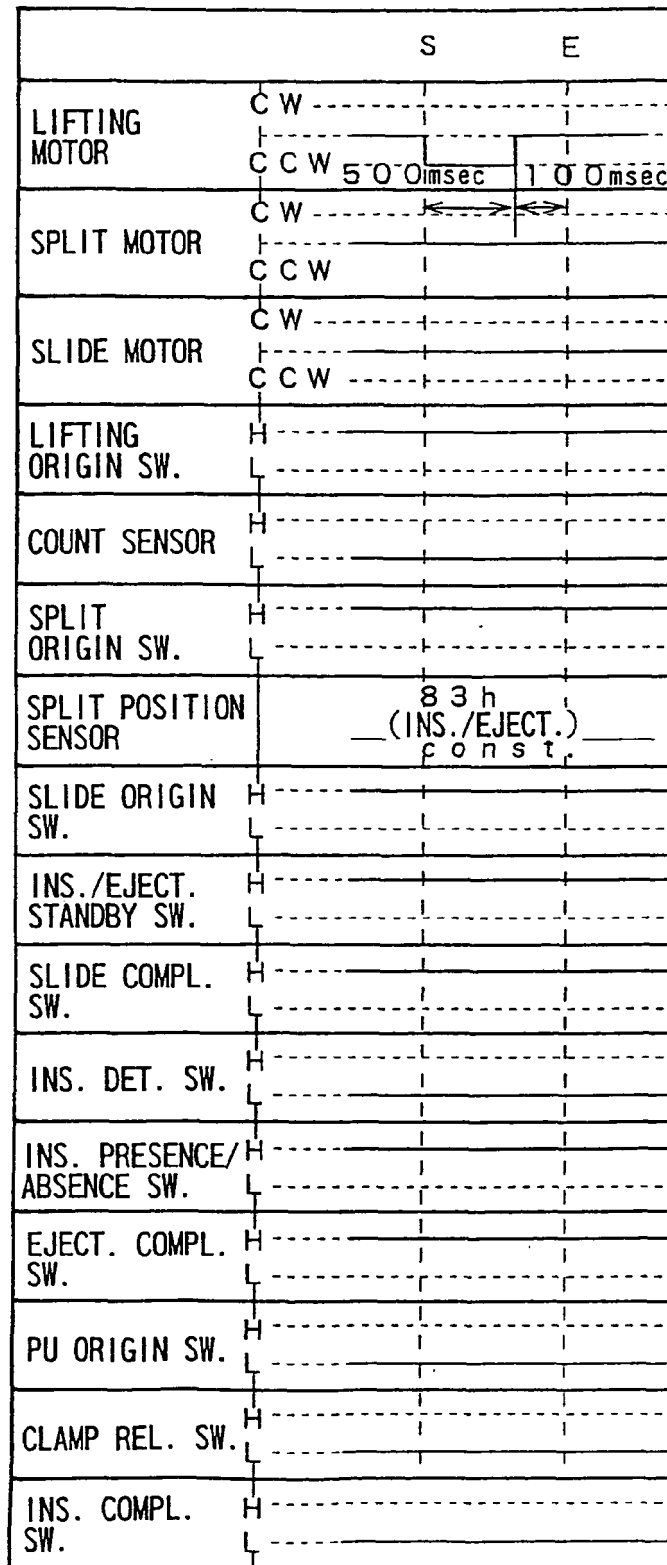 S E
LIFTING
MOTOR
CW
CCW
500msec 100msec
SPLIT MOTOR
CW
CCW
SLIDE MOTOR
CW
CCW
LIFTING
ORIGIN SW.
H
L
COUNT SENSOR
H
L
SPLIT
ORIGIN SW.
H
L
SPLIT POSITION
SENSOR
83h
(INS./EJECT.)
const.
SLIDE ORIGIN
SW.
H
L
INS./EJECT.
STANDBY SW.
H
L
SLIDE COMPL.
SW.
H
L
INS. DET. SW.
H
L
INS. PRESENCE/
ABSENCE SW.
H
L
EJECT. COMPL.
SW.
H
L
PU ORIGIN SW.
H
L
CLAMP REL. SW.
H
L
INS. COMPL.
SW.
H
L